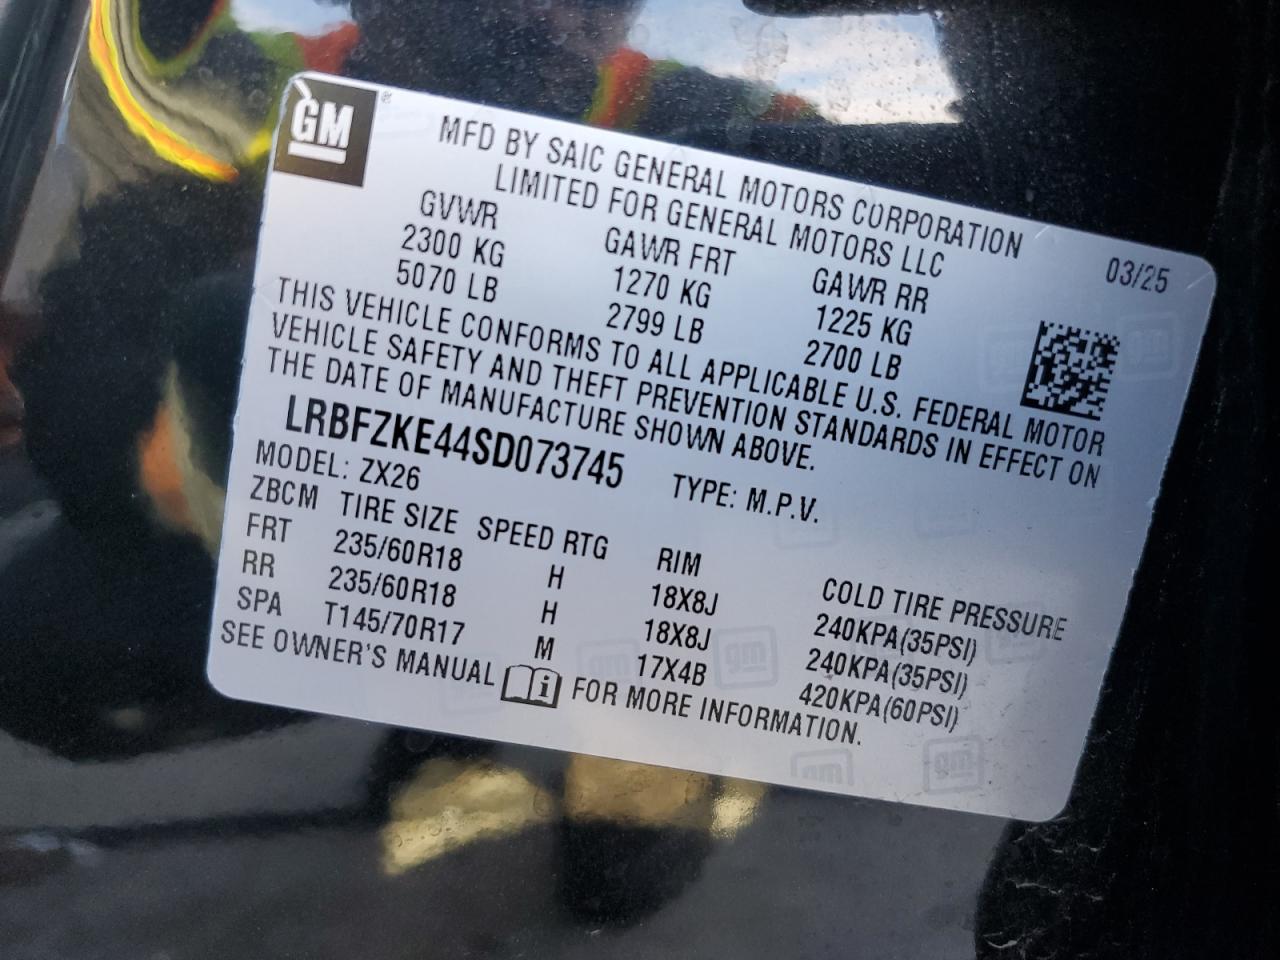 GM
MFD BY SAIC GENERAL MOTORS CORPORATION
LIMITED FOR GENERAL MOTORS LLC
03/25
GVWR GAWR FRT GAWR RR
2300 KG 1270 KG 1225 KG
5070 LB 2799 LB 2700 LB
THIS VEHICLE CONFORMS TO ALL APPLICABLE U.S. FEDERAL MOTOR
VEHICLE SAFETY AND THEFT PREVENTION STANDARDS IN EFFECT ON
THE DATE OF MANUFACTURE SHOWN ABOVE.
LRBFZKE44SD073745 TYPE: M.P.V.
MODEL: ZX26
ZBCM TIRE SIZE SPEED RTG RIM COLD TIRE PRESSURE
FRT 235/60R18 H 18X8J 240KPA(35PSI)
RR 235/60R18 H 18X8J 240KPA(35PSI)
SPA T145/70R17 M 17X4B 420KPA(60PSI)
SEE OWNER'S MANUAL i FOR MORE INFORMATION.